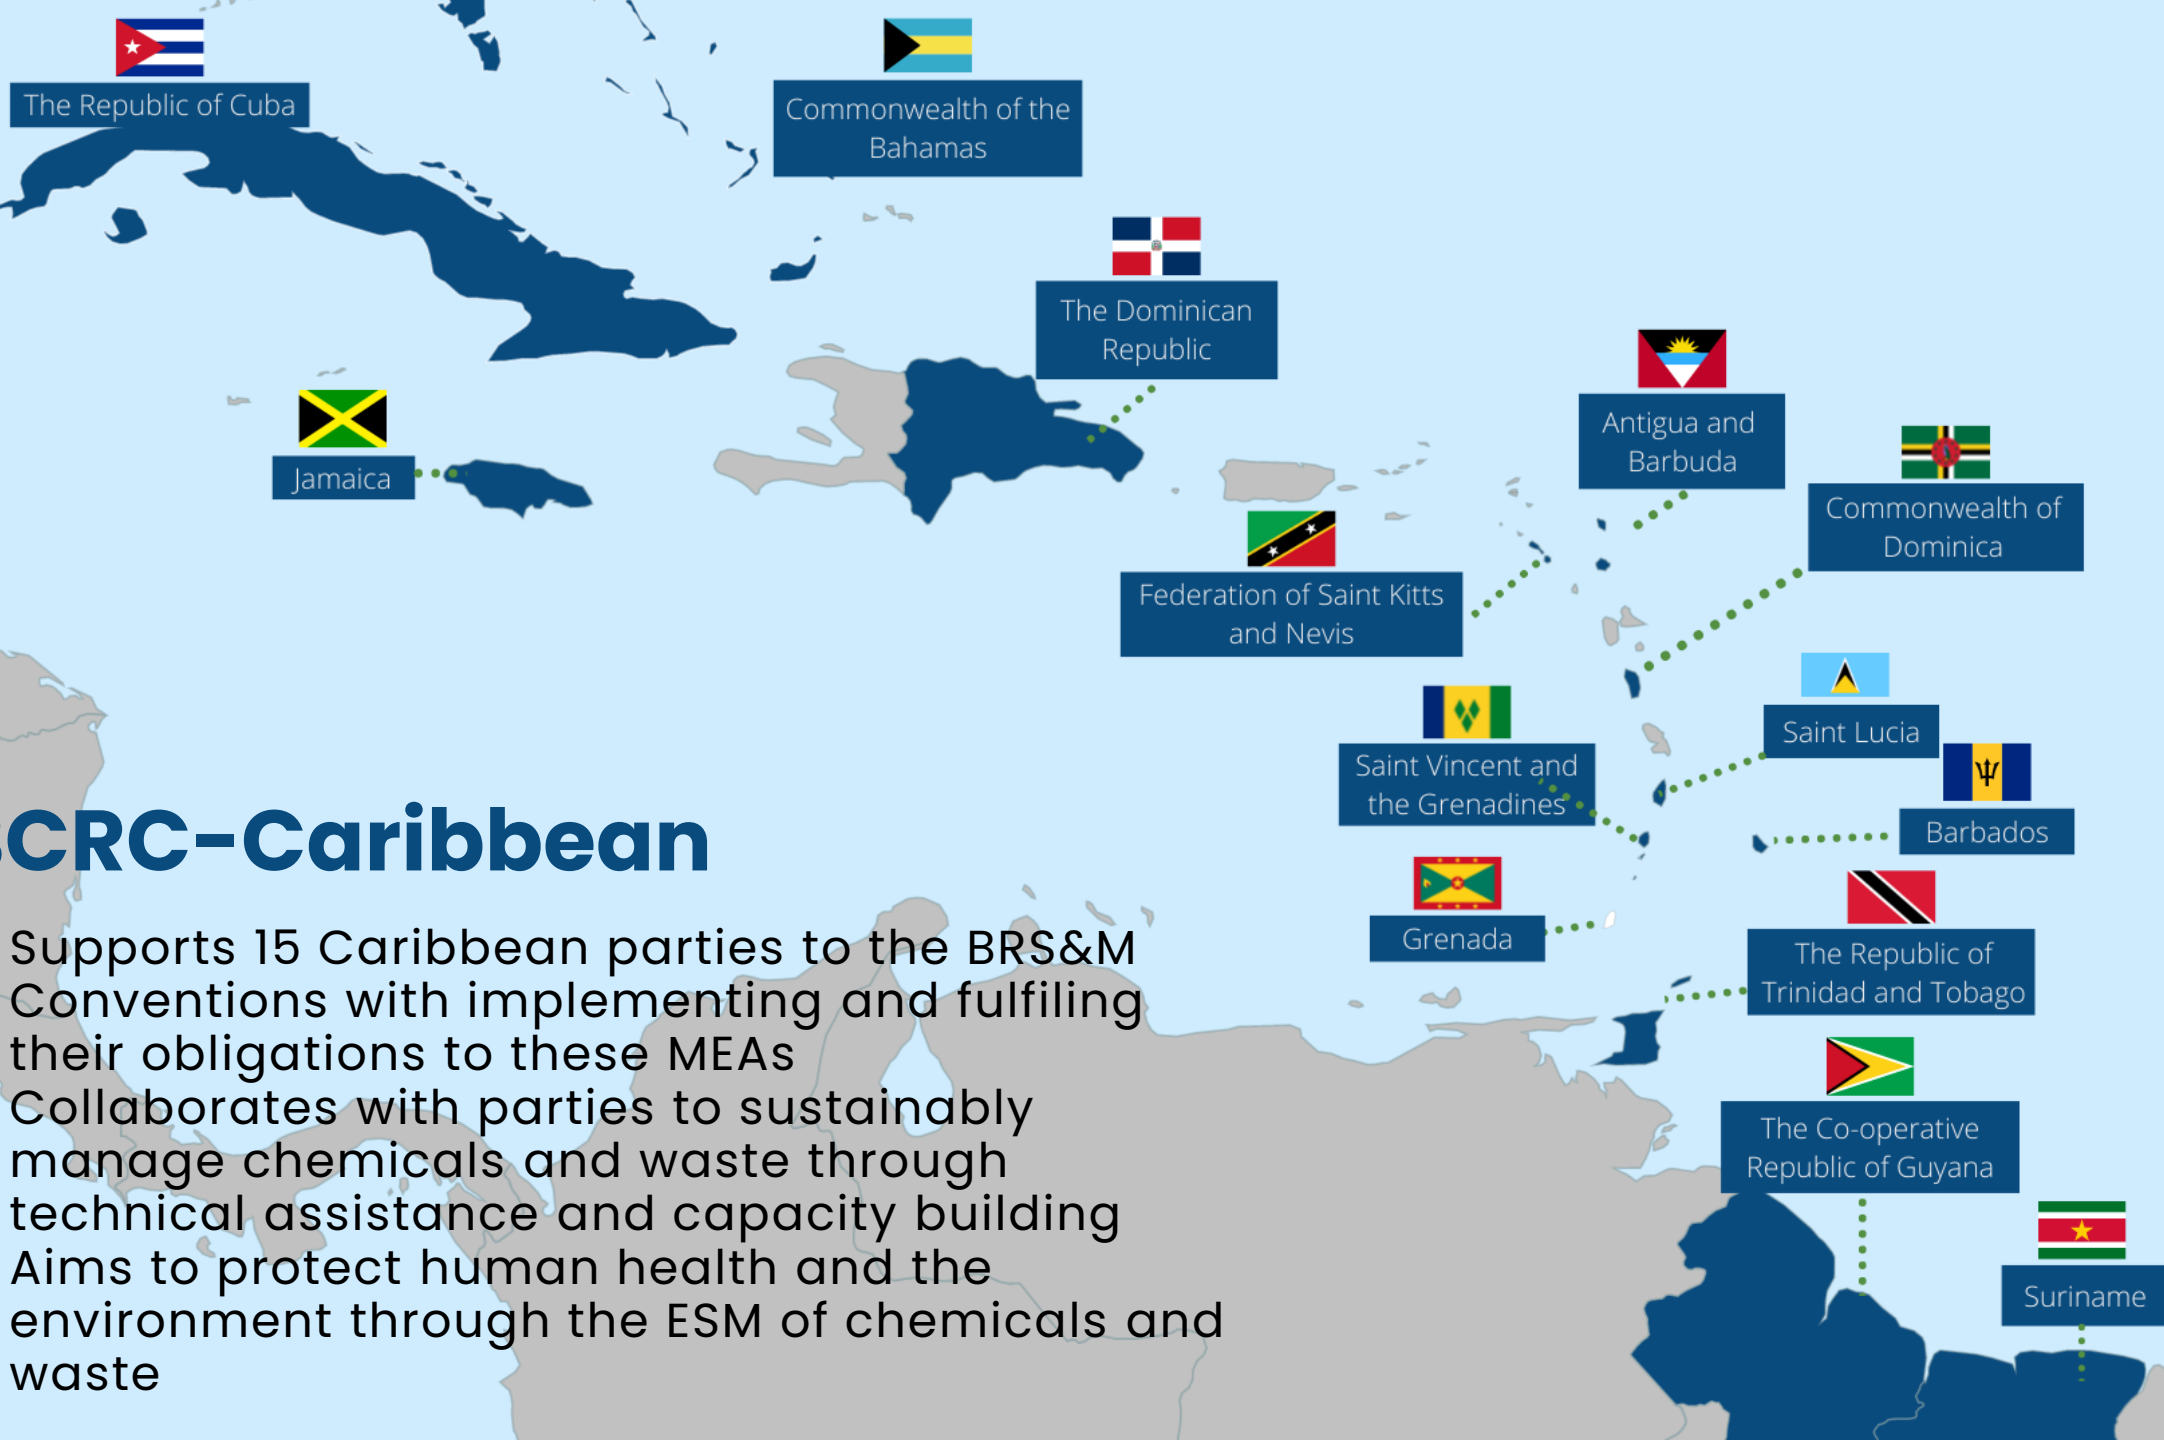 The Republic of Cuba
Commonwealth of the
Bahamas
The Dominican
Republic
Jamaica
Antigua and
Barbuda
Commonwealth of
Dominica
Federation of Saint Kitts
and Nevis
Saint Lucia
Saint Vincent and
the Grenadines
Barbados
Grenada
The Republic of
Trinidad and Tobago
The Co-operative
Republic of Guyana
Suriname
CRC-Caribbean
Supports 15 Caribbean parties to the BRS&M
Conventions with implementing and fulfiling
their obligations to these MEAs
Collaborates with parties to sustainably
manage chemicals and waste through
technical assistance and capacity building
Aims to protect human health and the
environment through the ESM of chemicals and
waste